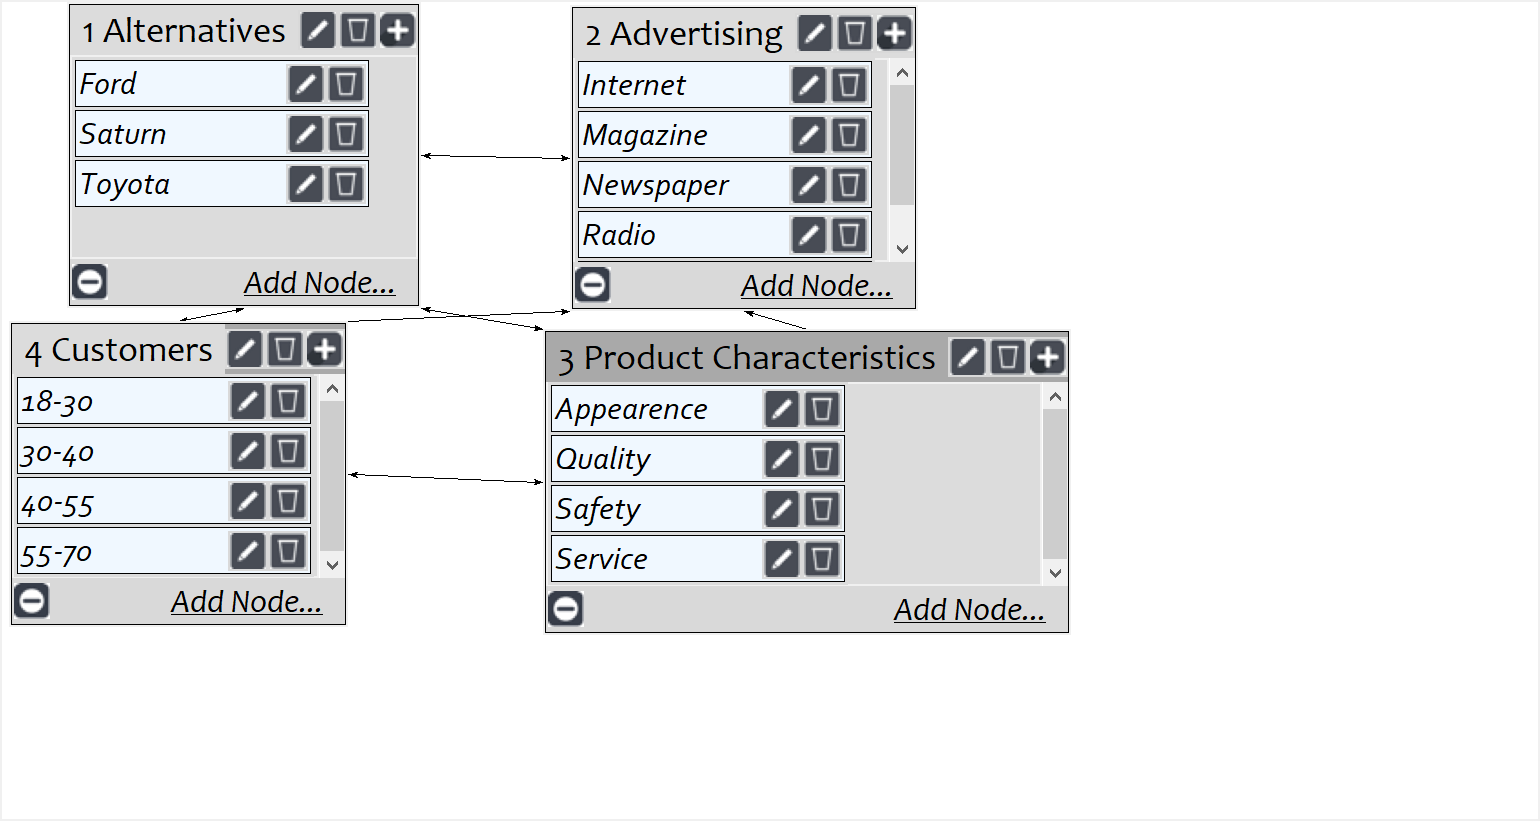 1 Alternatives
Ford
Saturn
Toyota
Add Node...
2 Advertising
Internet
Magazine
Newspaper
Radio
Add Node...
4 Customers
18-30
30-40
40-55
55-70
Add Node...
3 Product Characteristics
Appearence
Quality
Safety
Service
Add Node...